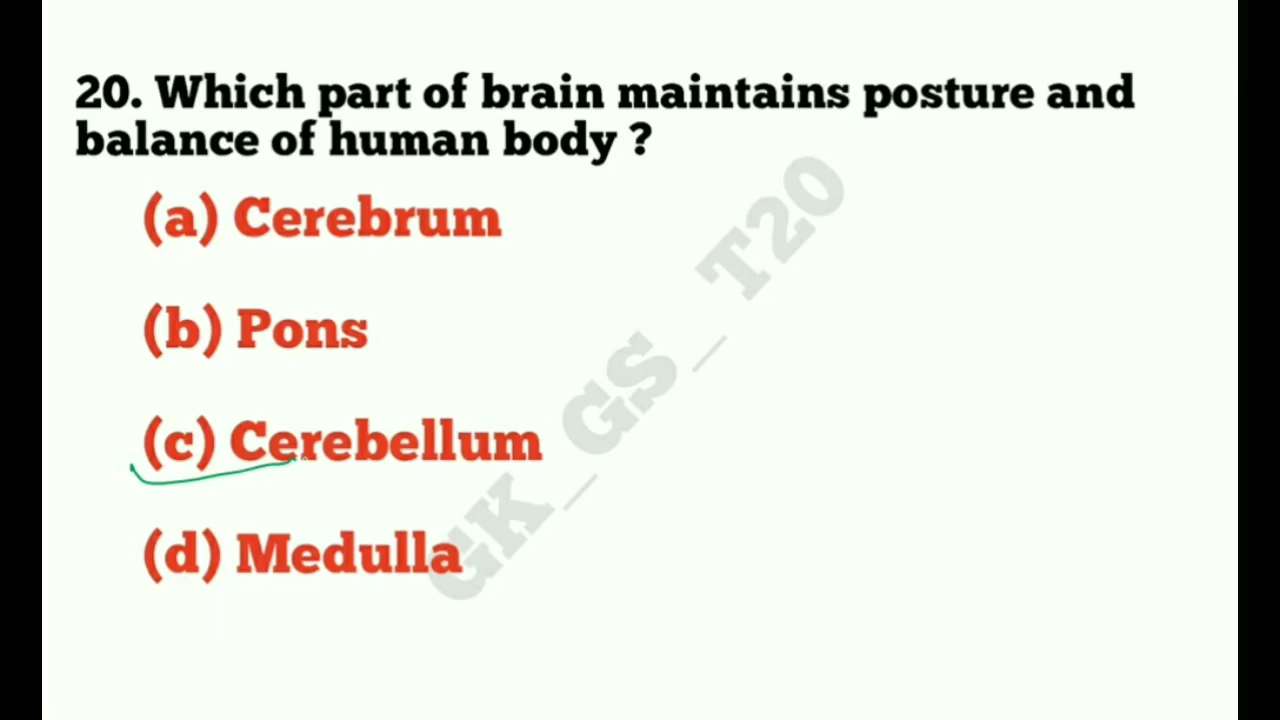 20. Which part of brain maintains posture and
balance of human body ?
(a) Cerebrum
(b) Pons
(c) Cerebellum
(d) Medulla
GK_GS_T20